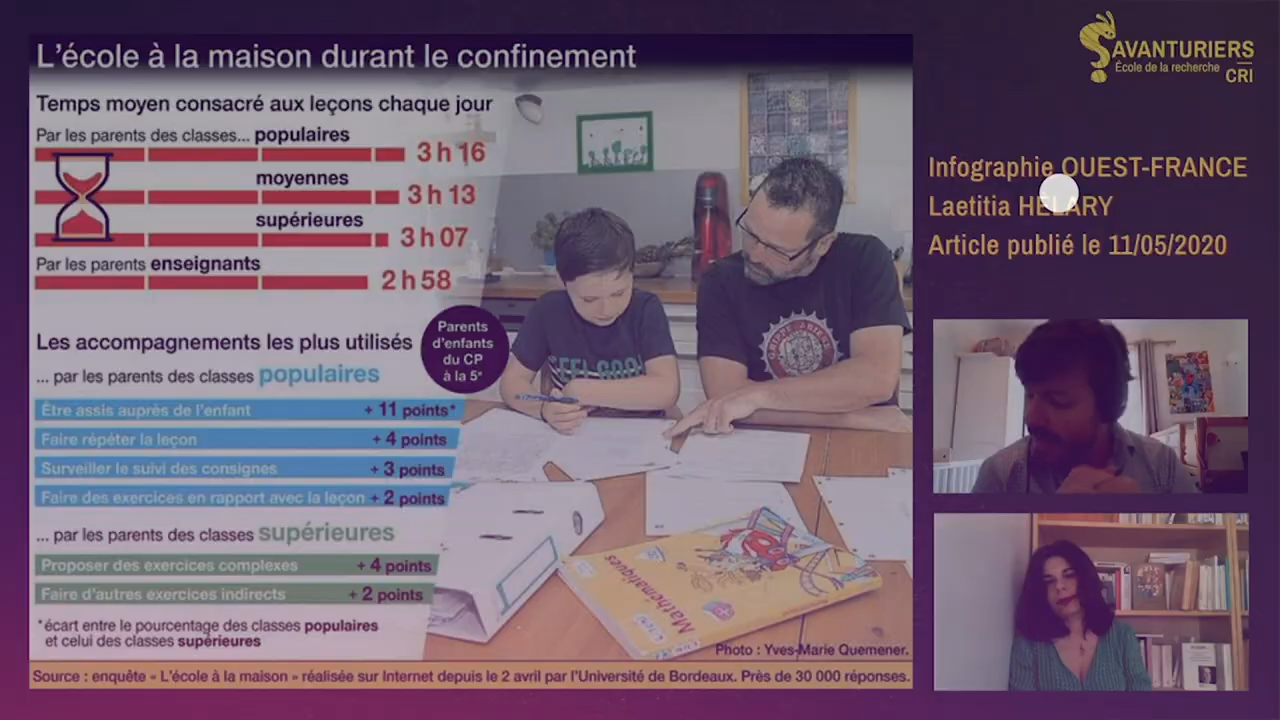 L'école à la maison durant le confinement
Temps moyen consacré aux leçons chaque jour
Par les parents des classes... populaires
3 h 16
moyennes
3 h 13
supérieures
3 h 07
Par les parents enseignants
2 h 58
Les accompagnements les plus utilisés
Parents
d'enfants
du CP
à la 5e
... par les parents des classes populaires
Être assis auprès de l'enfant + 11 points*
Faire répéter la leçon + 4 points
Surveiller le suivi des consignes + 3 points
Faire des exercices en rapport avec la leçon + 2 points
... par les parents des classes supérieures
Proposer des exercices complexes + 4 points
Faire d'autres exercices indirects + 2 points
*écart entre le pourcentage des classes populaires
et celui des classes supérieures
Mathématiques
Photo : Yves-Marie Quemener.
Source : enquête « L'école à la maison » réalisée sur Internet depuis le 2 avril par l'Université de Bordeaux. Près de 30 000 réponses.
SAVANTURIERS
École de la recherche
CRI
Infographie OUEST-FRANCE
Laetitia HELARY
Article publié le 11/05/2020